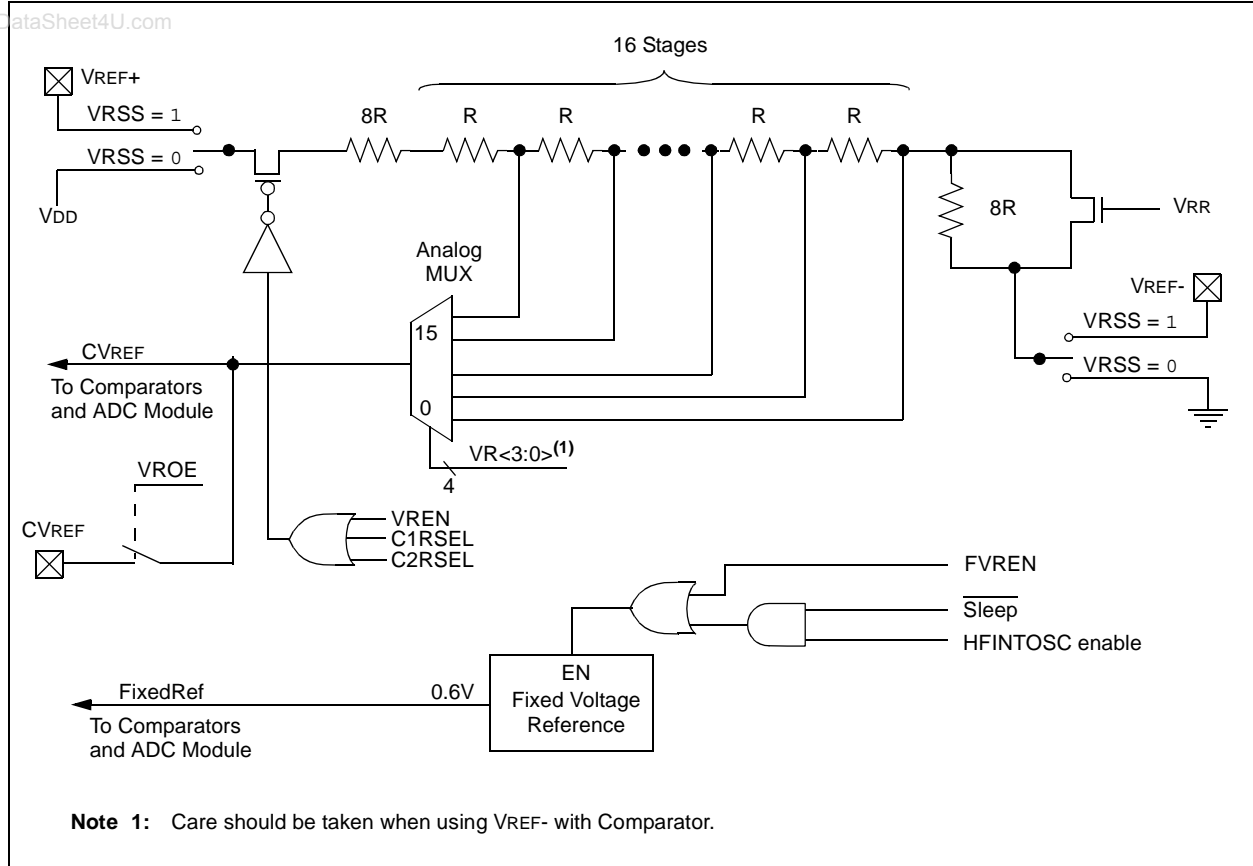 DataSheet4U.com
16 Stages
VREF+
VRSS = 1
VRSS = 0
VDD
8R
R
R
R
R
8R
VRR
VREF-
VRSS = 1
VRSS = 0
Analog
MUX
15
0
VR<3:0>(1)
4
CVREF
To Comparators
and ADC Module
VROE
CVREF
VREN
C1RSEL
C2RSEL
FVREN
Sleep
HFINTOSC enable
EN
Fixed Voltage
Reference
0.6V
FixedRef
To Comparators
and ADC Module
Note 1: Care should be taken when using VREF- with Comparator.